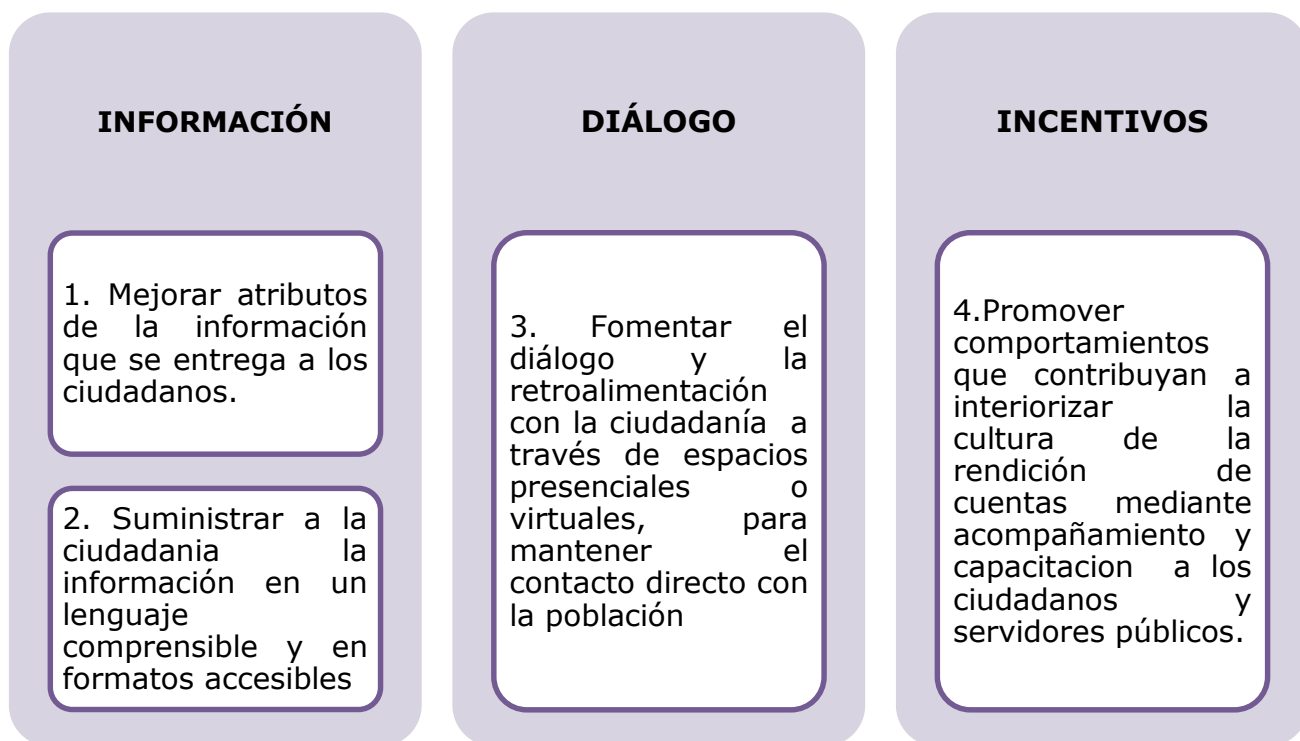 INFORMACIÓN
1. Mejorar atributos
de la información
que se entrega a los
ciudadanos.
2. Suministrar a la
ciudadania la
información en un
lenguaje
comprensible y en
formatos accesibles
DIÁLOGO
3. Fomentar el
diálogo y la
retroalimentación
con la ciudadanía a
través de espacios
presenciales o
virtuales, para
mantener el
contacto directo con
la población
INCENTIVOS
4.Promover
comportamientos
que contribuyan a
interiorizar la
cultura de la
rendición de
cuentas mediante
acompañamiento y
capacitacion a los
ciudadanos y
servidores públicos.